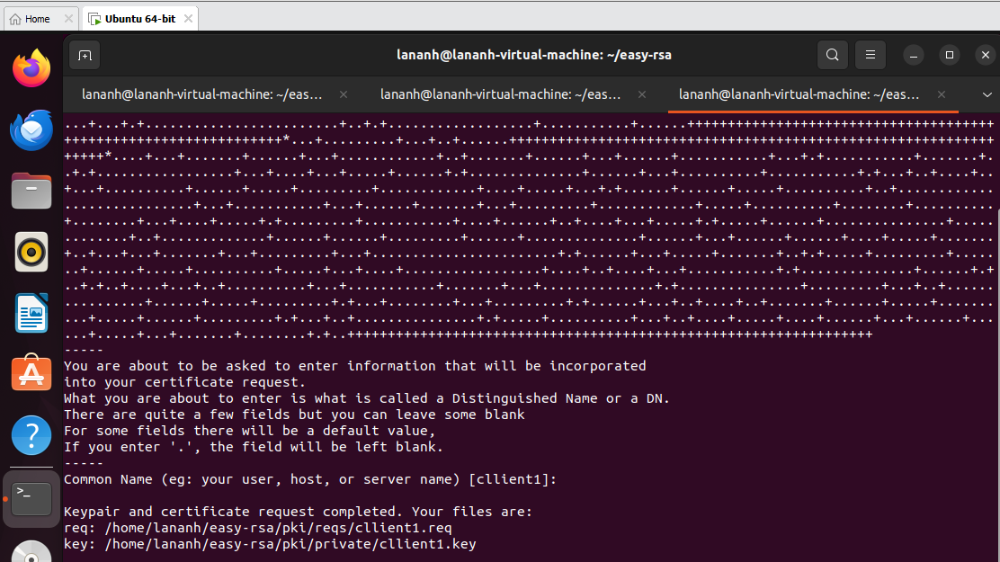 Home
Ubuntu 64-bit
lananh@lananh-virtual-machine: ~/easy-rsa
lananh@lananh-virtual-machine: ~/eas...
lananh@lananh-virtual-machine: ~/eas...
lananh@lananh-virtual-machine: ~/eas...
-----
You are about to be asked to enter information that will be incorporated
into your certificate request.
What you are about to enter is what is called a Distinguished Name or a DN.
There are quite a few fields but you can leave some blank
For some fields there will be a default value,
If you enter '.', the field will be left blank.
-----
Common Name (eg: your user, host, or server name) [cllient1]:
Keypair and certificate request completed. Your files are:
req: /home/lananh/easy-rsa/pki/reqs/cllient1.req
key: /home/lananh/easy-rsa/pki/private/cllient1.key